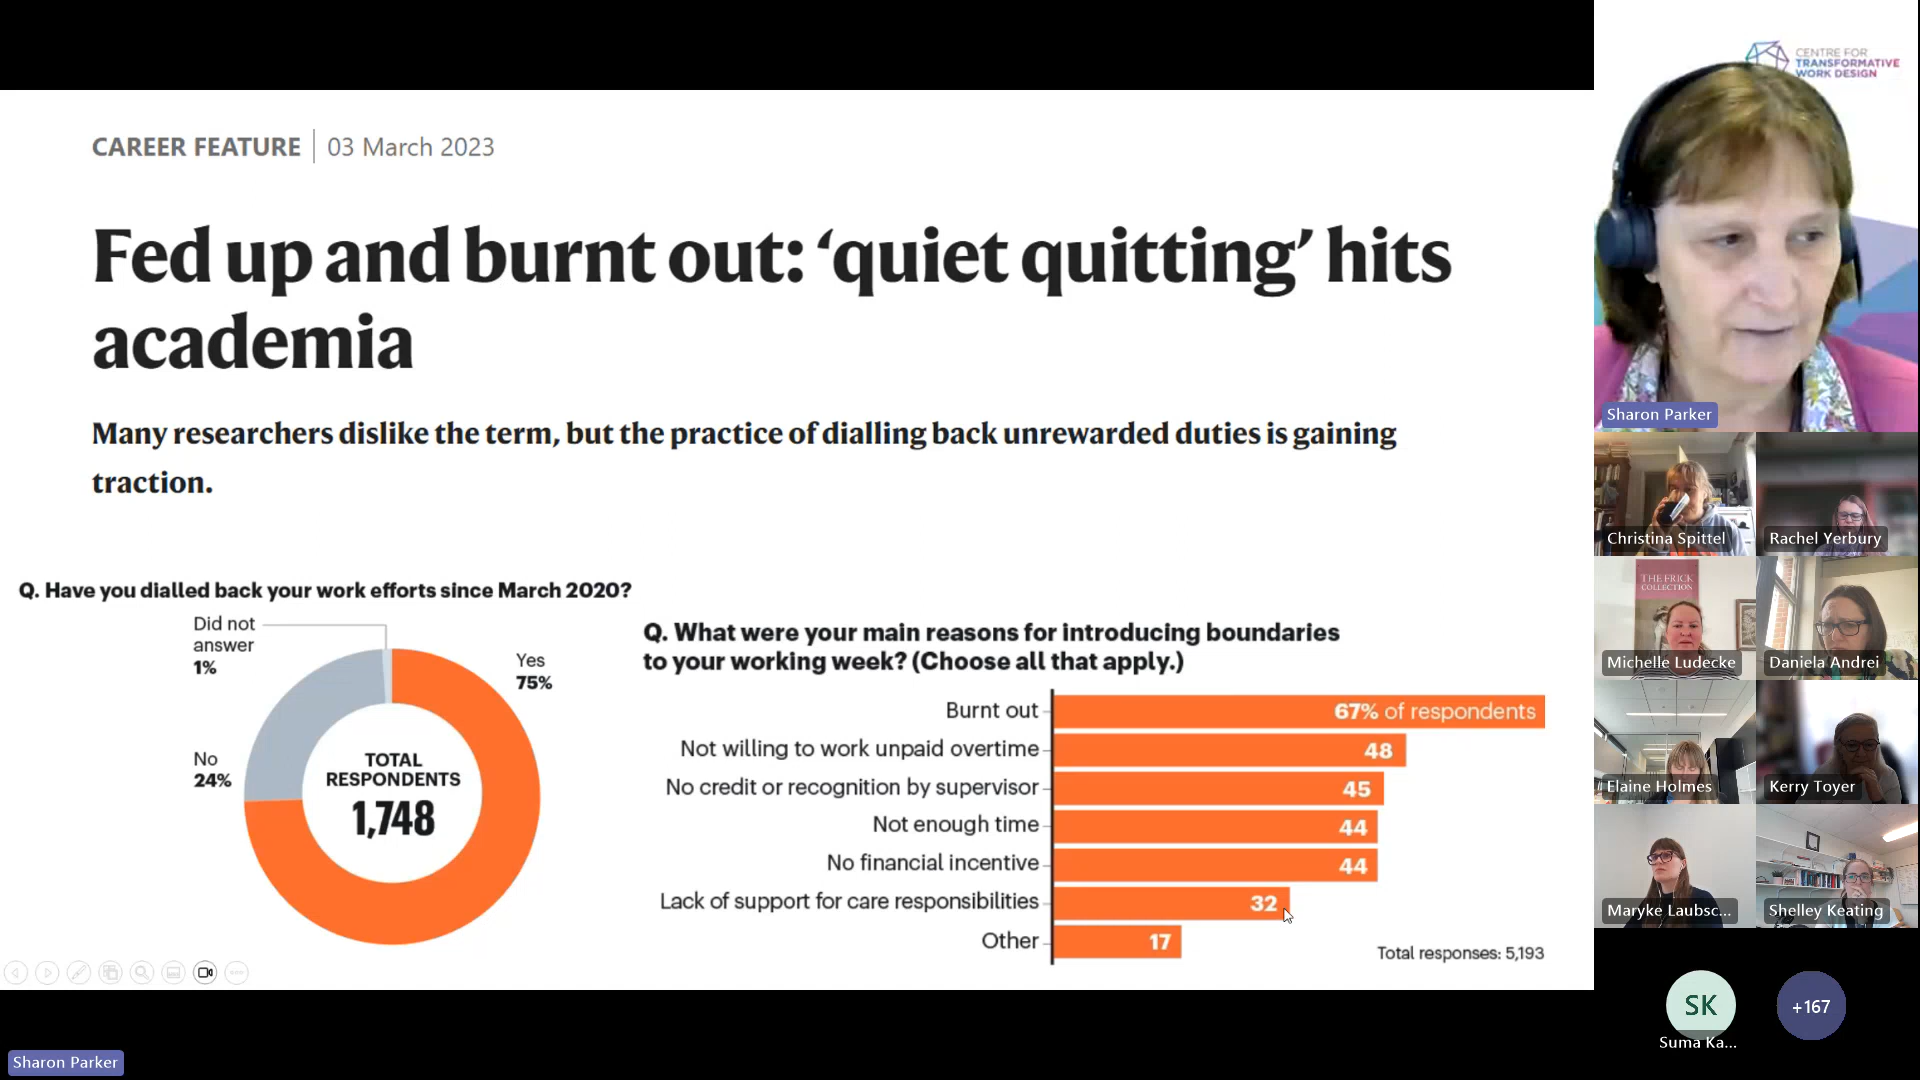 CENTRE FOR
TRANSFORMATIVE
WORK DESIGN
CAREER FEATURE | 03 March 2023
Fed up and burnt out: ‘quiet quitting’ hits
academia
Many researchers dislike the term, but the practice of dialling back unrewarded duties is gaining
traction.
Q. Have you dialled back your work efforts since March 2020?
Did not
answer
1%
Yes
75%
No
24%
TOTAL
RESPONDENTS
1,748
Q. What were your main reasons for introducing boundaries
to your working week? (Choose all that apply.)
Burnt out 67% of respondents
Not willing to work unpaid overtime 48
No credit or recognition by supervisor 45
Not enough time 44
No financial incentive 44
Lack of support for care responsibilities 32
Other 17
Total responses: 5,193
Sharon Parker
Christina Spittel
Rachel Yerbury
THE FRICK
COLLECTION
Michelle Ludecke
Daniela Andrei
Elaine Holmes
Kerry Toyer
Maryke Laubsc...
Shelley Keating
SK
+167
Suma Ka...
Sharon Parker